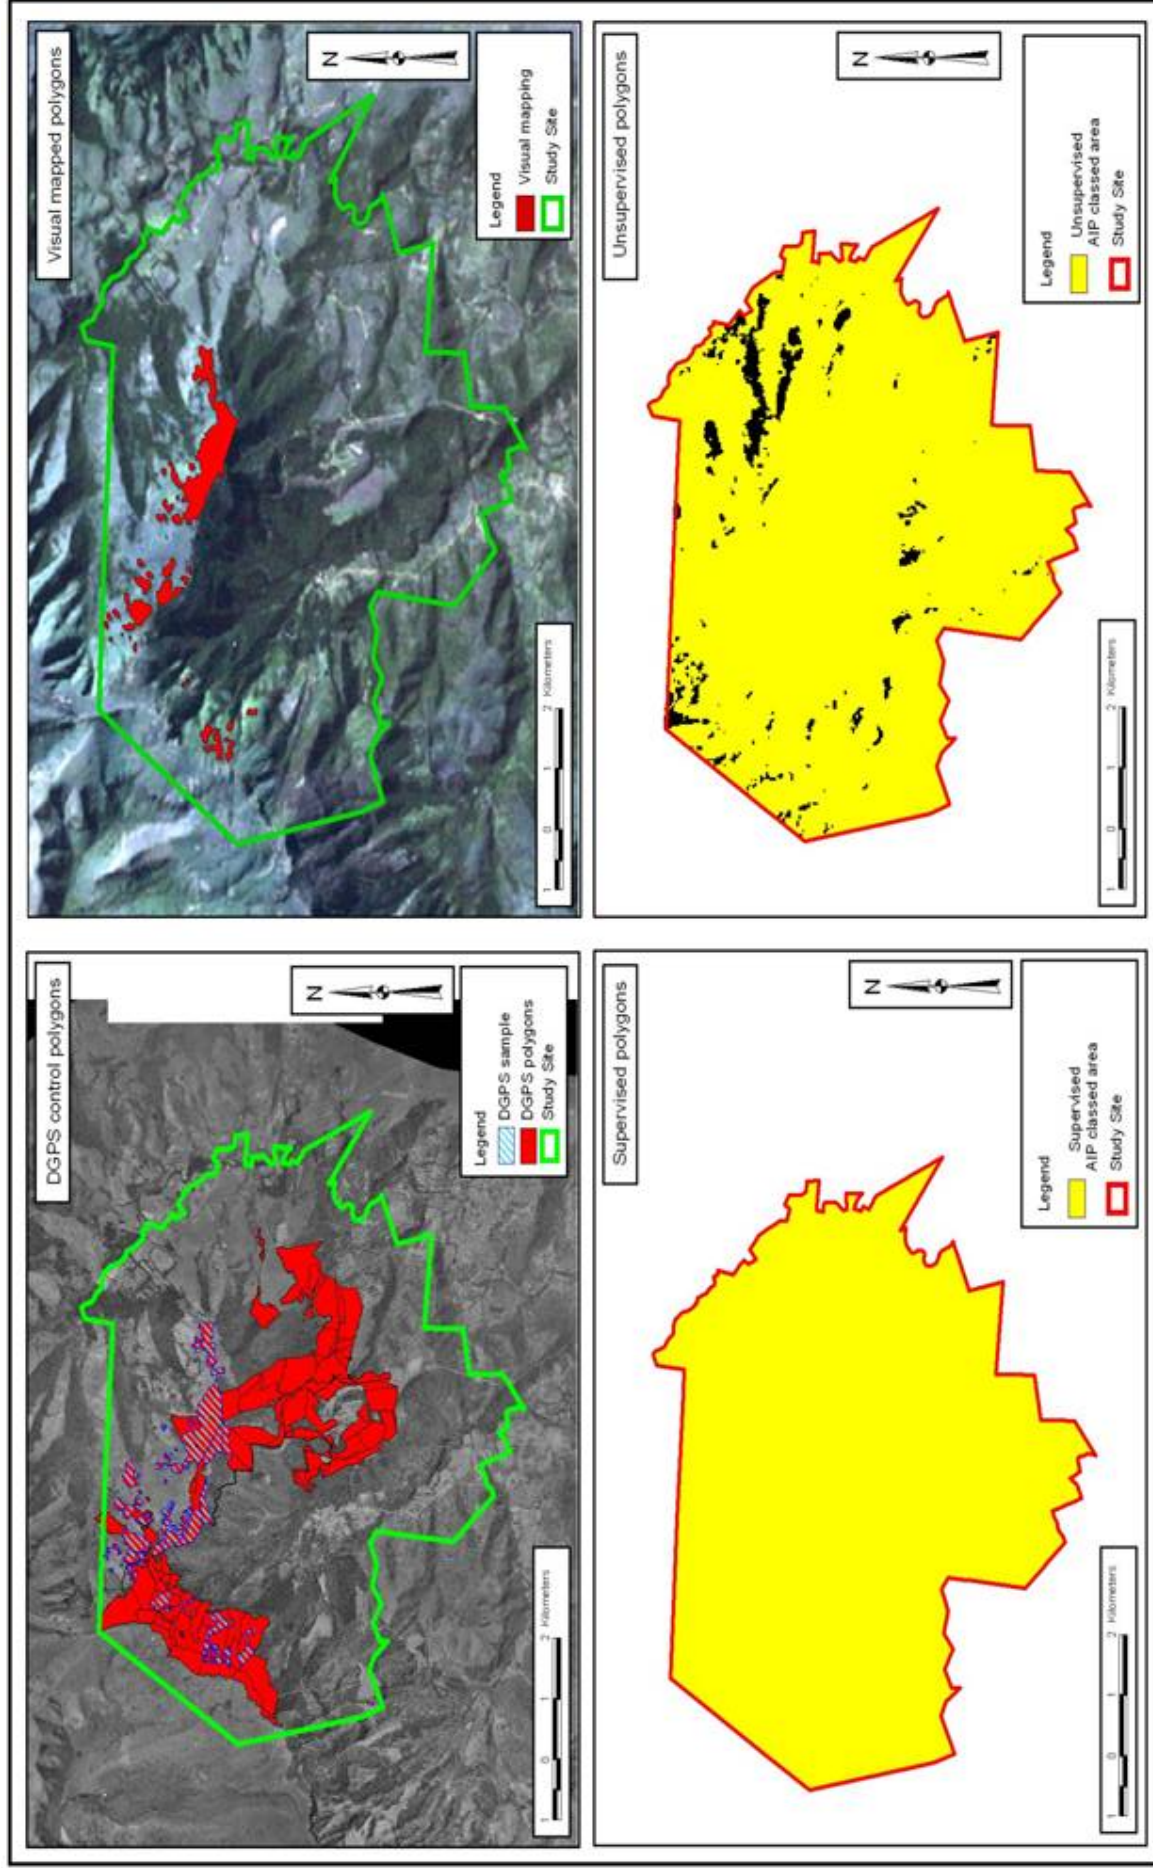 DGPS control polygons
N
Legend
DGPS sample
DGPS polygons
Study Site
1 0 1 2 Kilometers
Visual mapped polygons
N
Legend
Visual mapping
Study Site
1 0 1 2 Kilometers
Supervised polygons
N
Legend
Supervised
AIP classed area
Study Site
1 0 1 2 Kilometers
Unsupervised polygons
N
Legend
Unsupervised
AIP classed area
Study Site
1 0 1 2 Kilometers